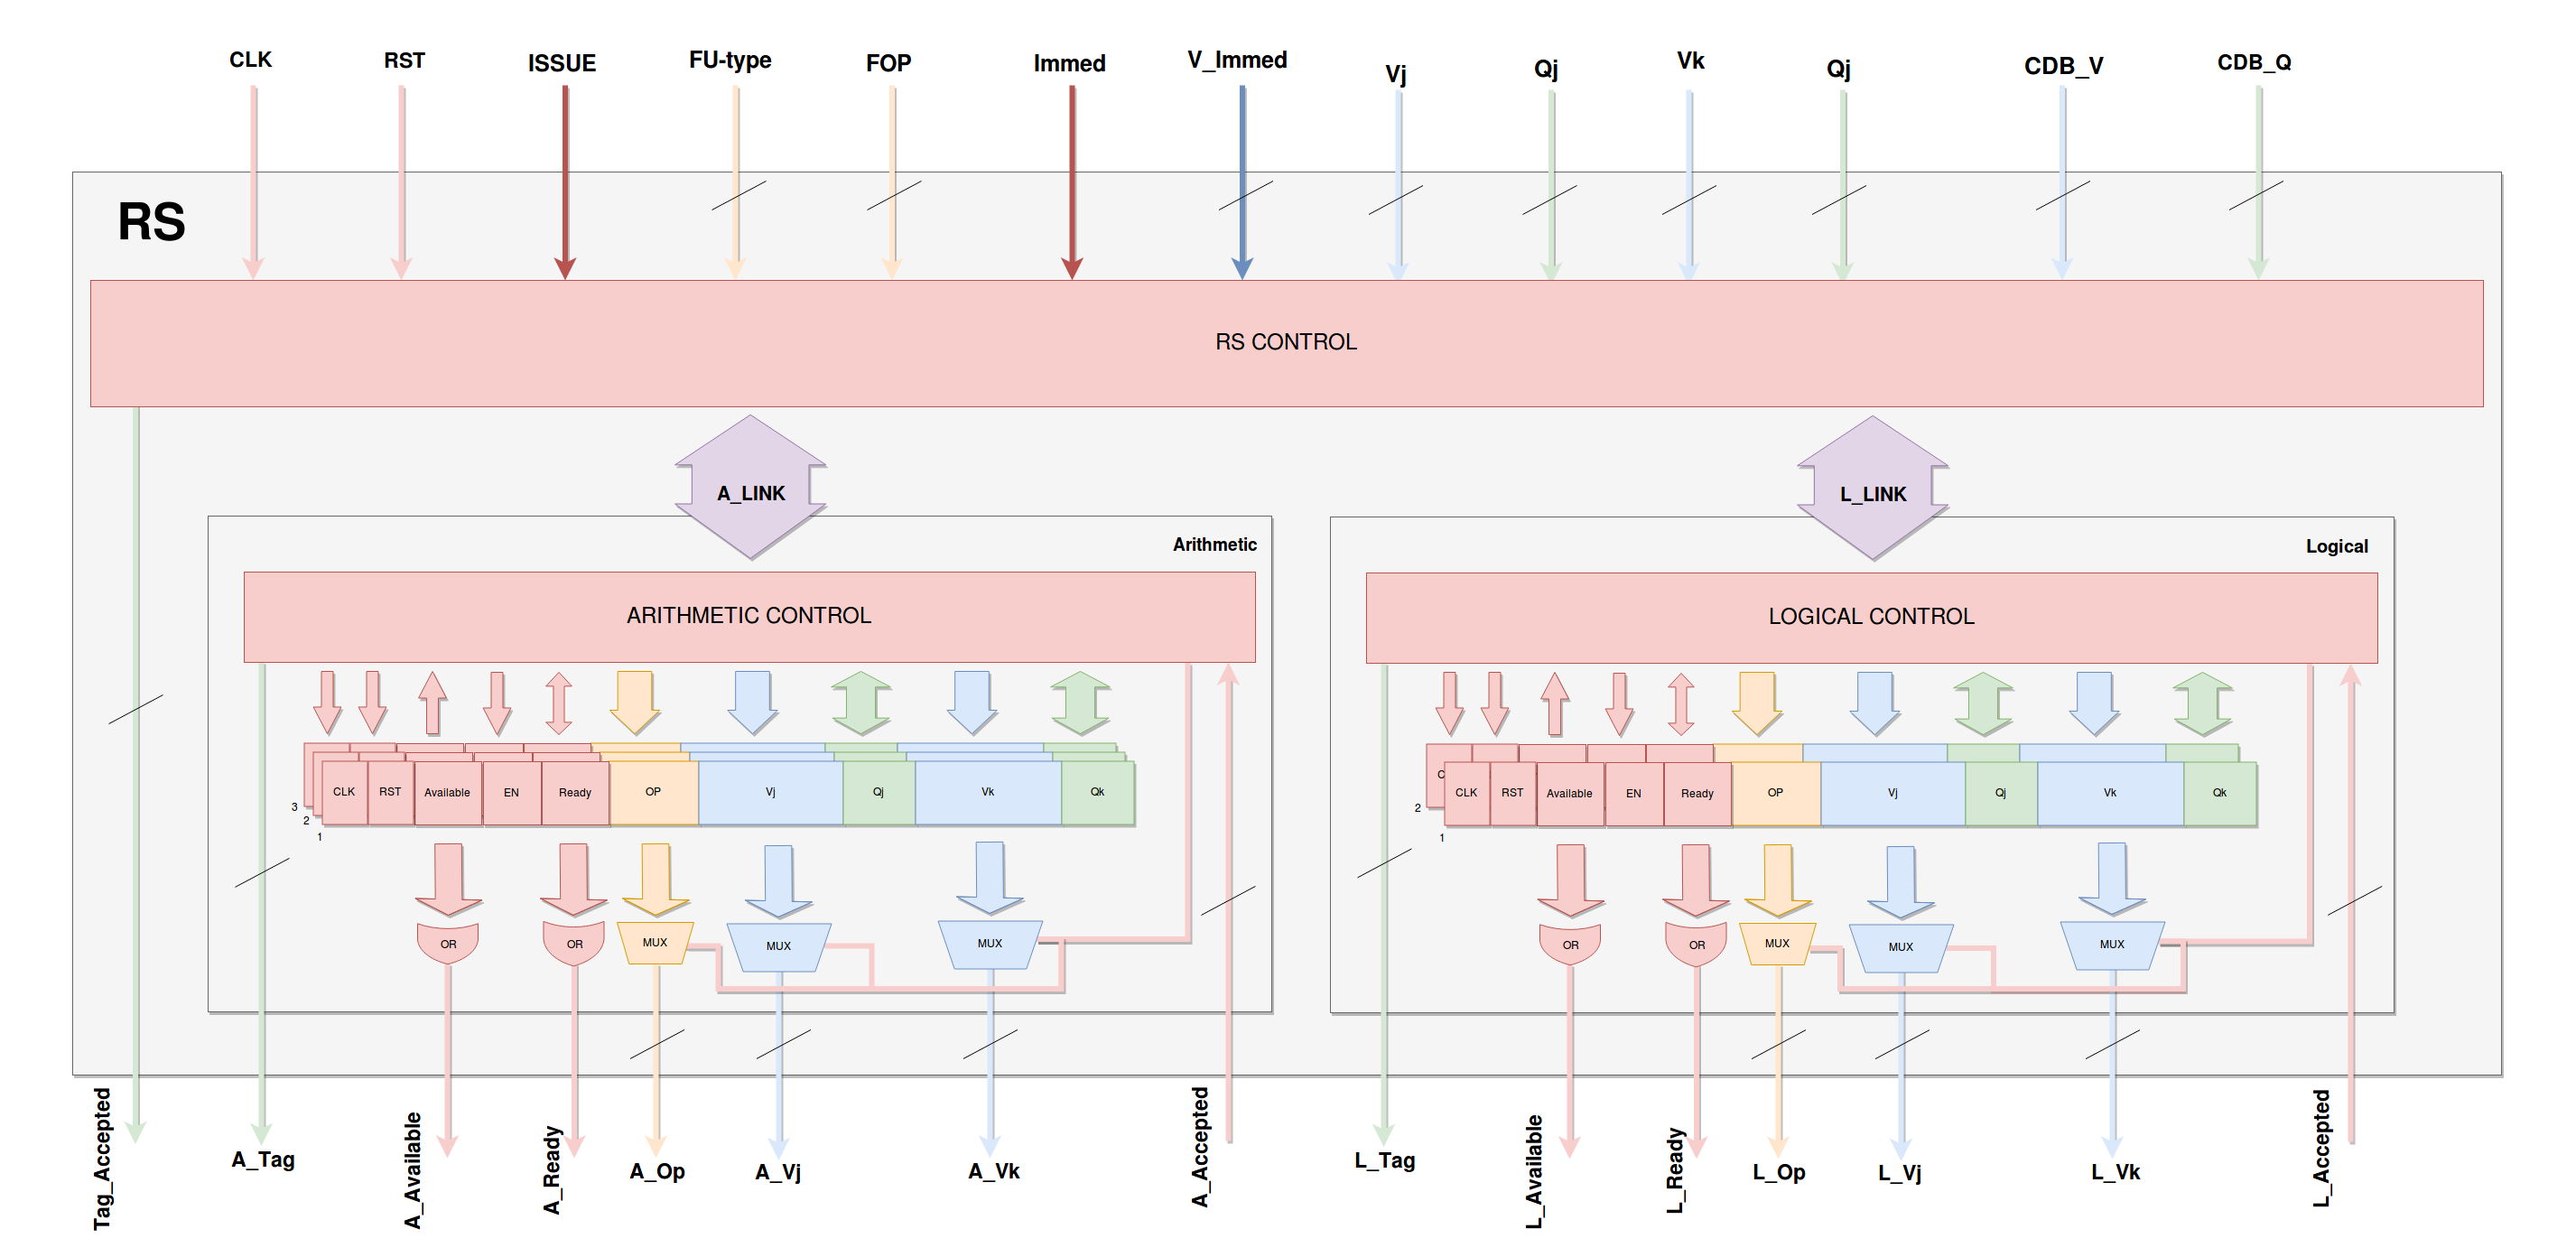 CLK
RST
ISSUE
FU-type
FOP
Immed
V_Immed
Vj
Qj
Vk
Qj
CDB_V
CDB_Q
RS
RS CONTROL
A_LINK
L_LINK
Arithmetic
Logical
ARITHMETIC CONTROL
LOGICAL CONTROL
CLK
RST
Available
EN
Ready
OP
Vj
Qj
Vk
Qk
3
2
1
C
CLK
RST
Available
EN
Ready
OP
Vj
Qj
Vk
Qk
2
1
OR
OR
MUX
MUX
MUX
OR
OR
MUX
MUX
MUX
Tag_Accepted
A_Tag
A_Available
A_Ready
A_Op
A_Vj
A_Vk
A_Accepted
L_Tag
L_Available
L_Ready
L_Op
L_Vj
L_Vk
L_Accepted